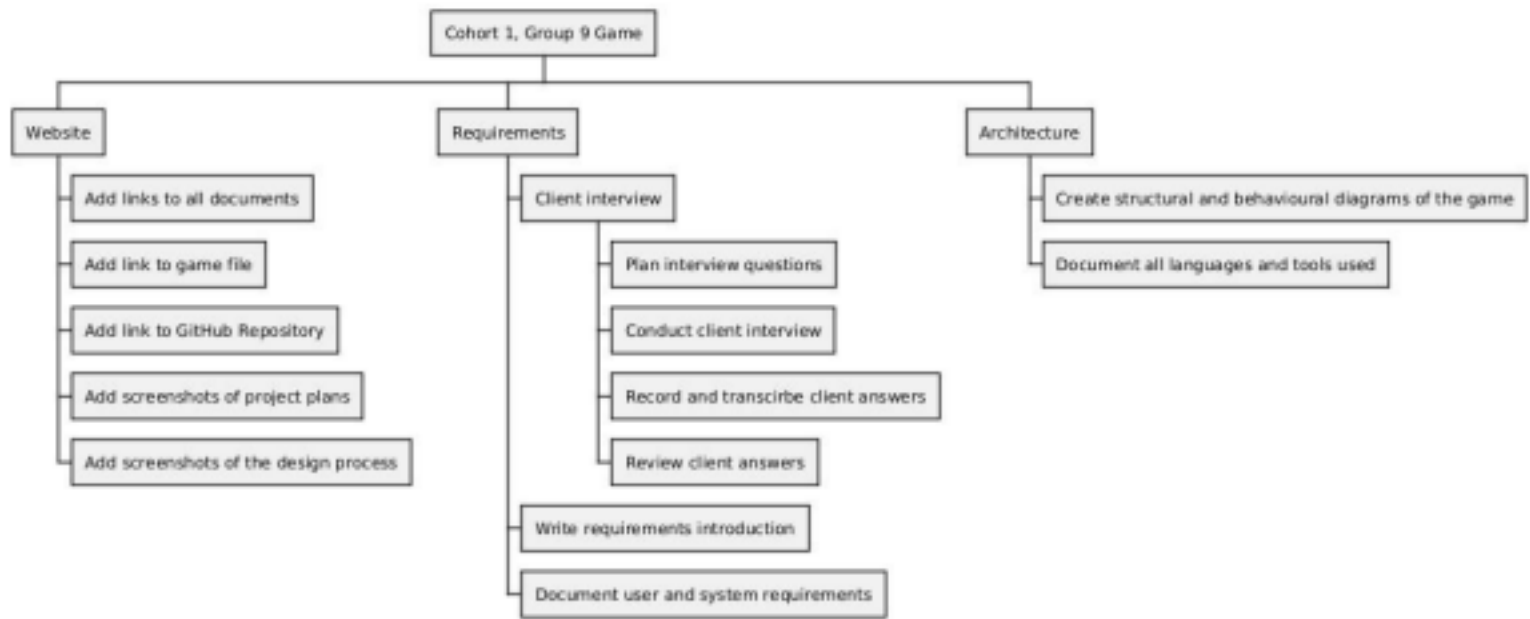 Cohort 1, Group 9 Game
Website
Add links to all documents
Add link to game file
Add link to GitHub Repository
Add screenshots of project plans
Add screenshots of the design process
Requirements
Client interview
Plan interview questions
Conduct client interview
Record and transcirbe client answers
Review client answers
Write requirements introduction
Document user and system requirements
Architecture
Create structural and behavioural diagrams of the game
Document all languages and tools used